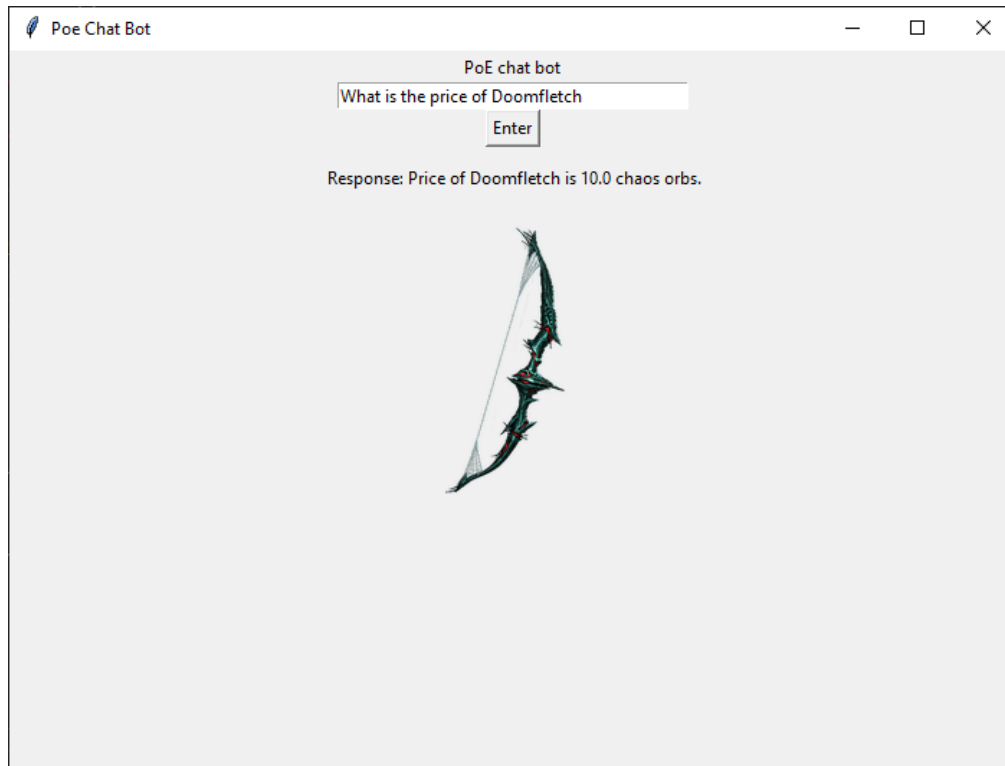 Poe Chat Bot
PoE chat bot
What is the price of Doomfletch
Enter
Response: Price of Doomfletch is 10.0 chaos orbs.